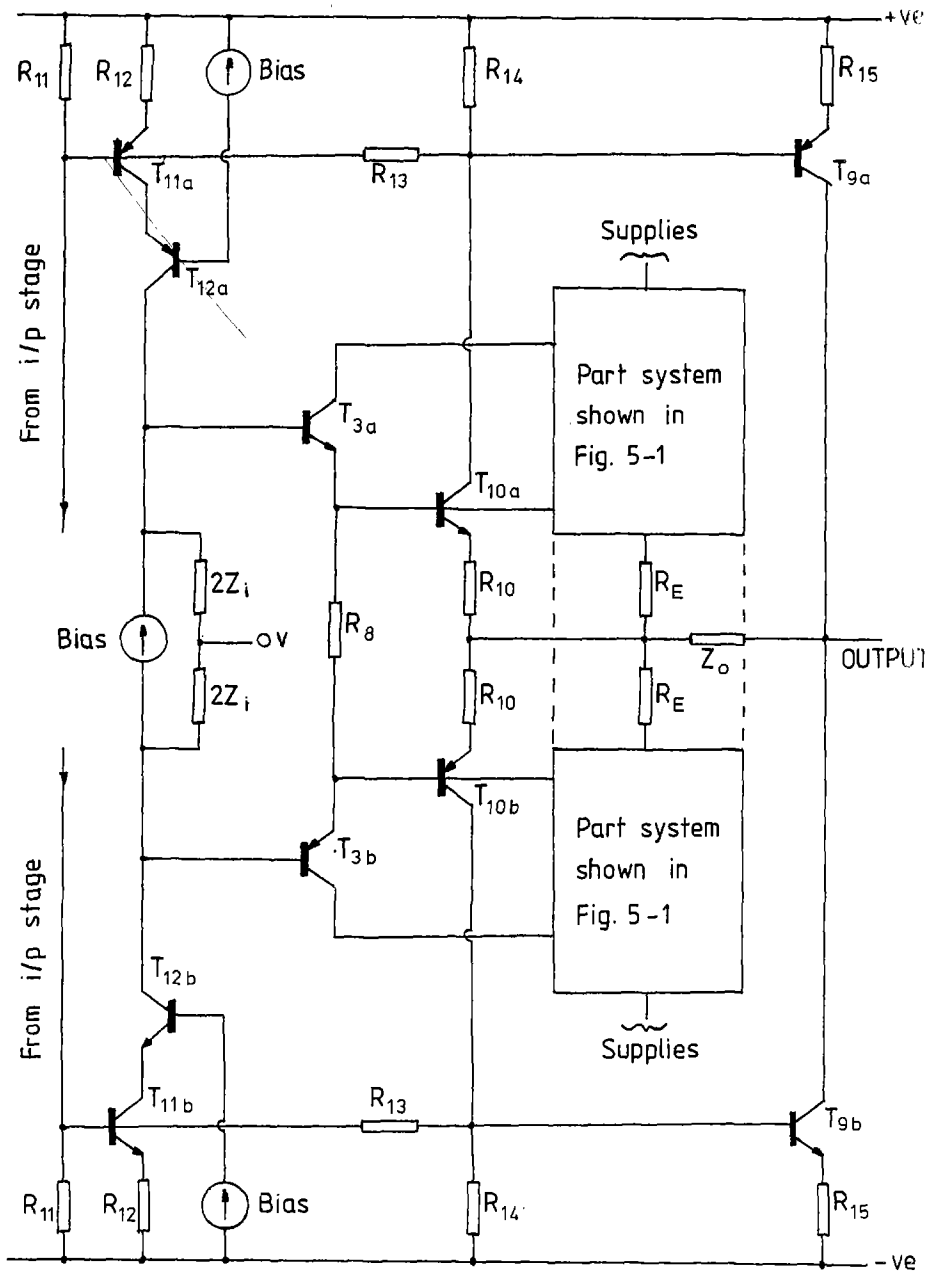 +ve
R11 R12 Bias R14 R15
T11a R13 T9a
Supplies
T12a
From i/p stage
Part system
shown in
Fig. 5-1
T3a
T10a
2Zi R10 RE
Bias R8 OV Zo OUTPUT
2Zi R10 RE
T10b
T3b
Part system
shown in
Fig. 5-1
From i/p stage
T12b
Supplies
T11b R13 T9b
R11 R12 Bias R14 R15
-ve